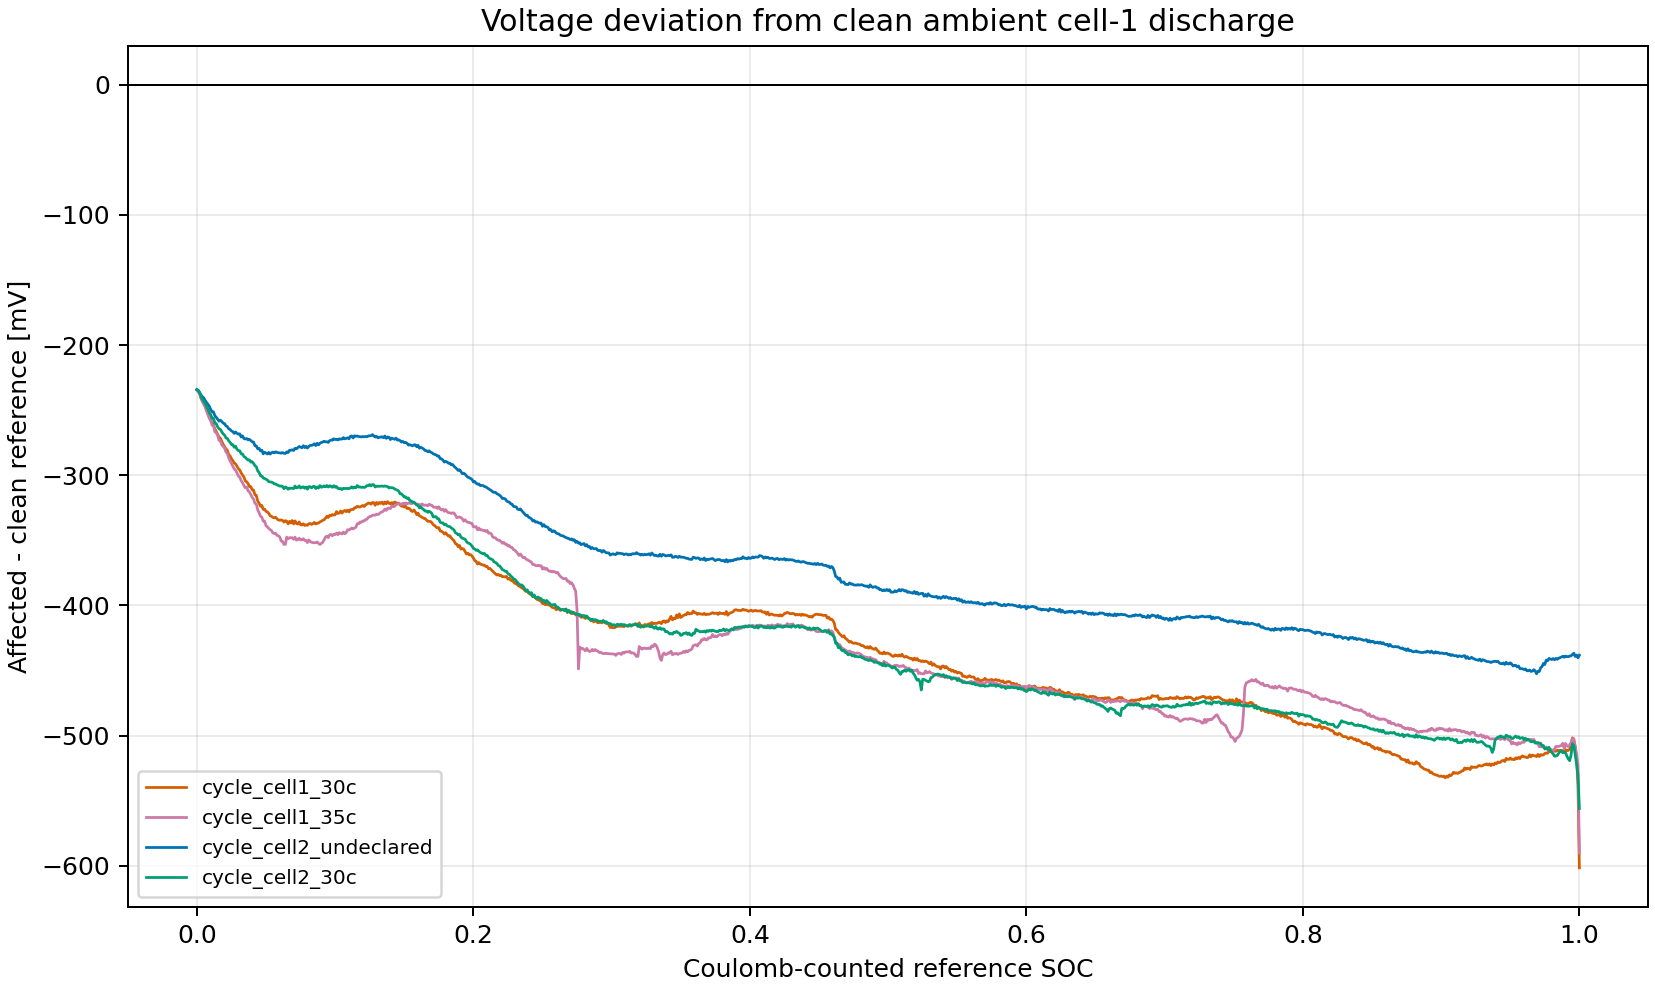 Voltage deviation from clean ambient cell-1 discharge
Affected - clean reference [mV]
0
−100
−200
−300
−400
−500
−600
cycle_cell1_30c
cycle_cell1_35c
cycle_cell2_undeclared
cycle_cell2_30c
0.0 0.2 0.4 0.6 0.8 1.0
Coulomb-counted reference SOC